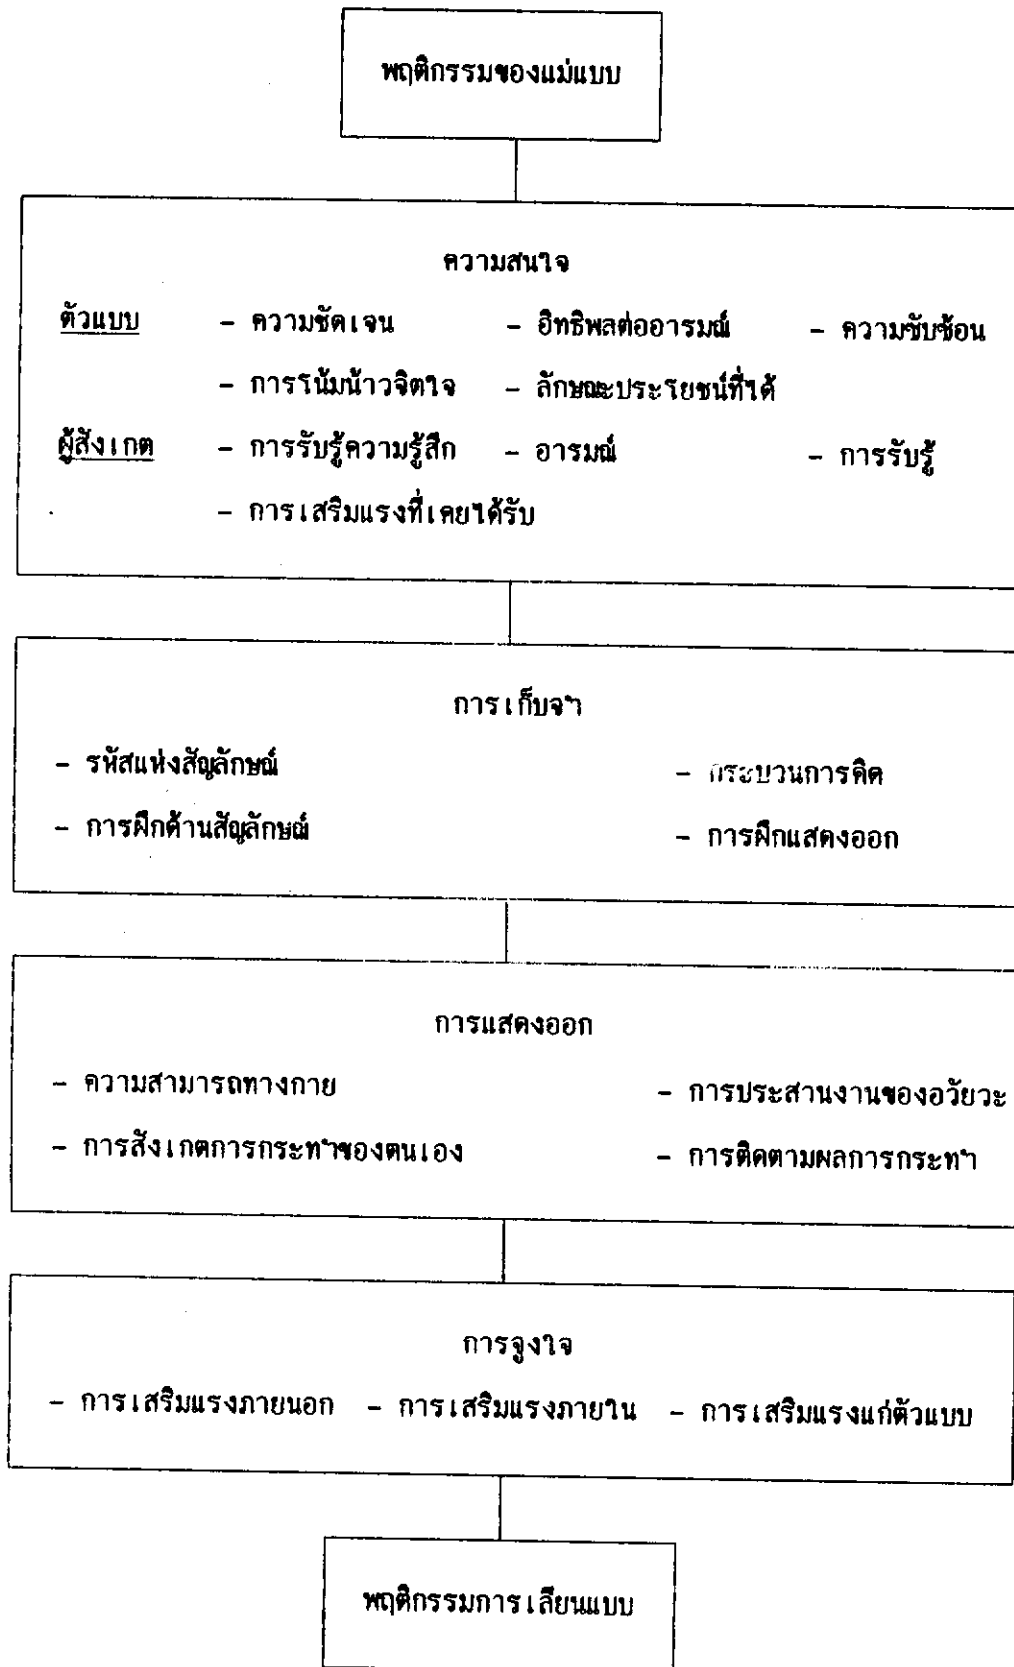 พฤติกรรมของแม่แบบ
ความสนใจ
ตัวแบบ - ความชัดเจน - อิทธิพลต่ออารมณ์ - ความซับซ้อน
- การโน้มน้าวจิตใจ - ลักษณะประโยชน์ที่ได้
ผู้สังเกต - การรับรู้ความรู้สึก - อารมณ์ - การรับรู้
- การเสริมแรงที่เคยได้รับ
การเก็บจำ
- รหัสแห่งสัญลักษณ์ - กระบวนการคิด
- การฝึกด้านสัญลักษณ์ - การฝึกแสดงออก
การแสดงออก
- ความสามารถทางกาย - การประสานงานของอวัยวะ
- การสังเกตการกระทำของตนเอง - การติดตามผลการกระทำ
การจูงใจ
- การเสริมแรงภายนอก - การเสริมแรงภายใน - การเสริมแรงแก่ตัวแบบ
พฤติกรรมการเลียนแบบ